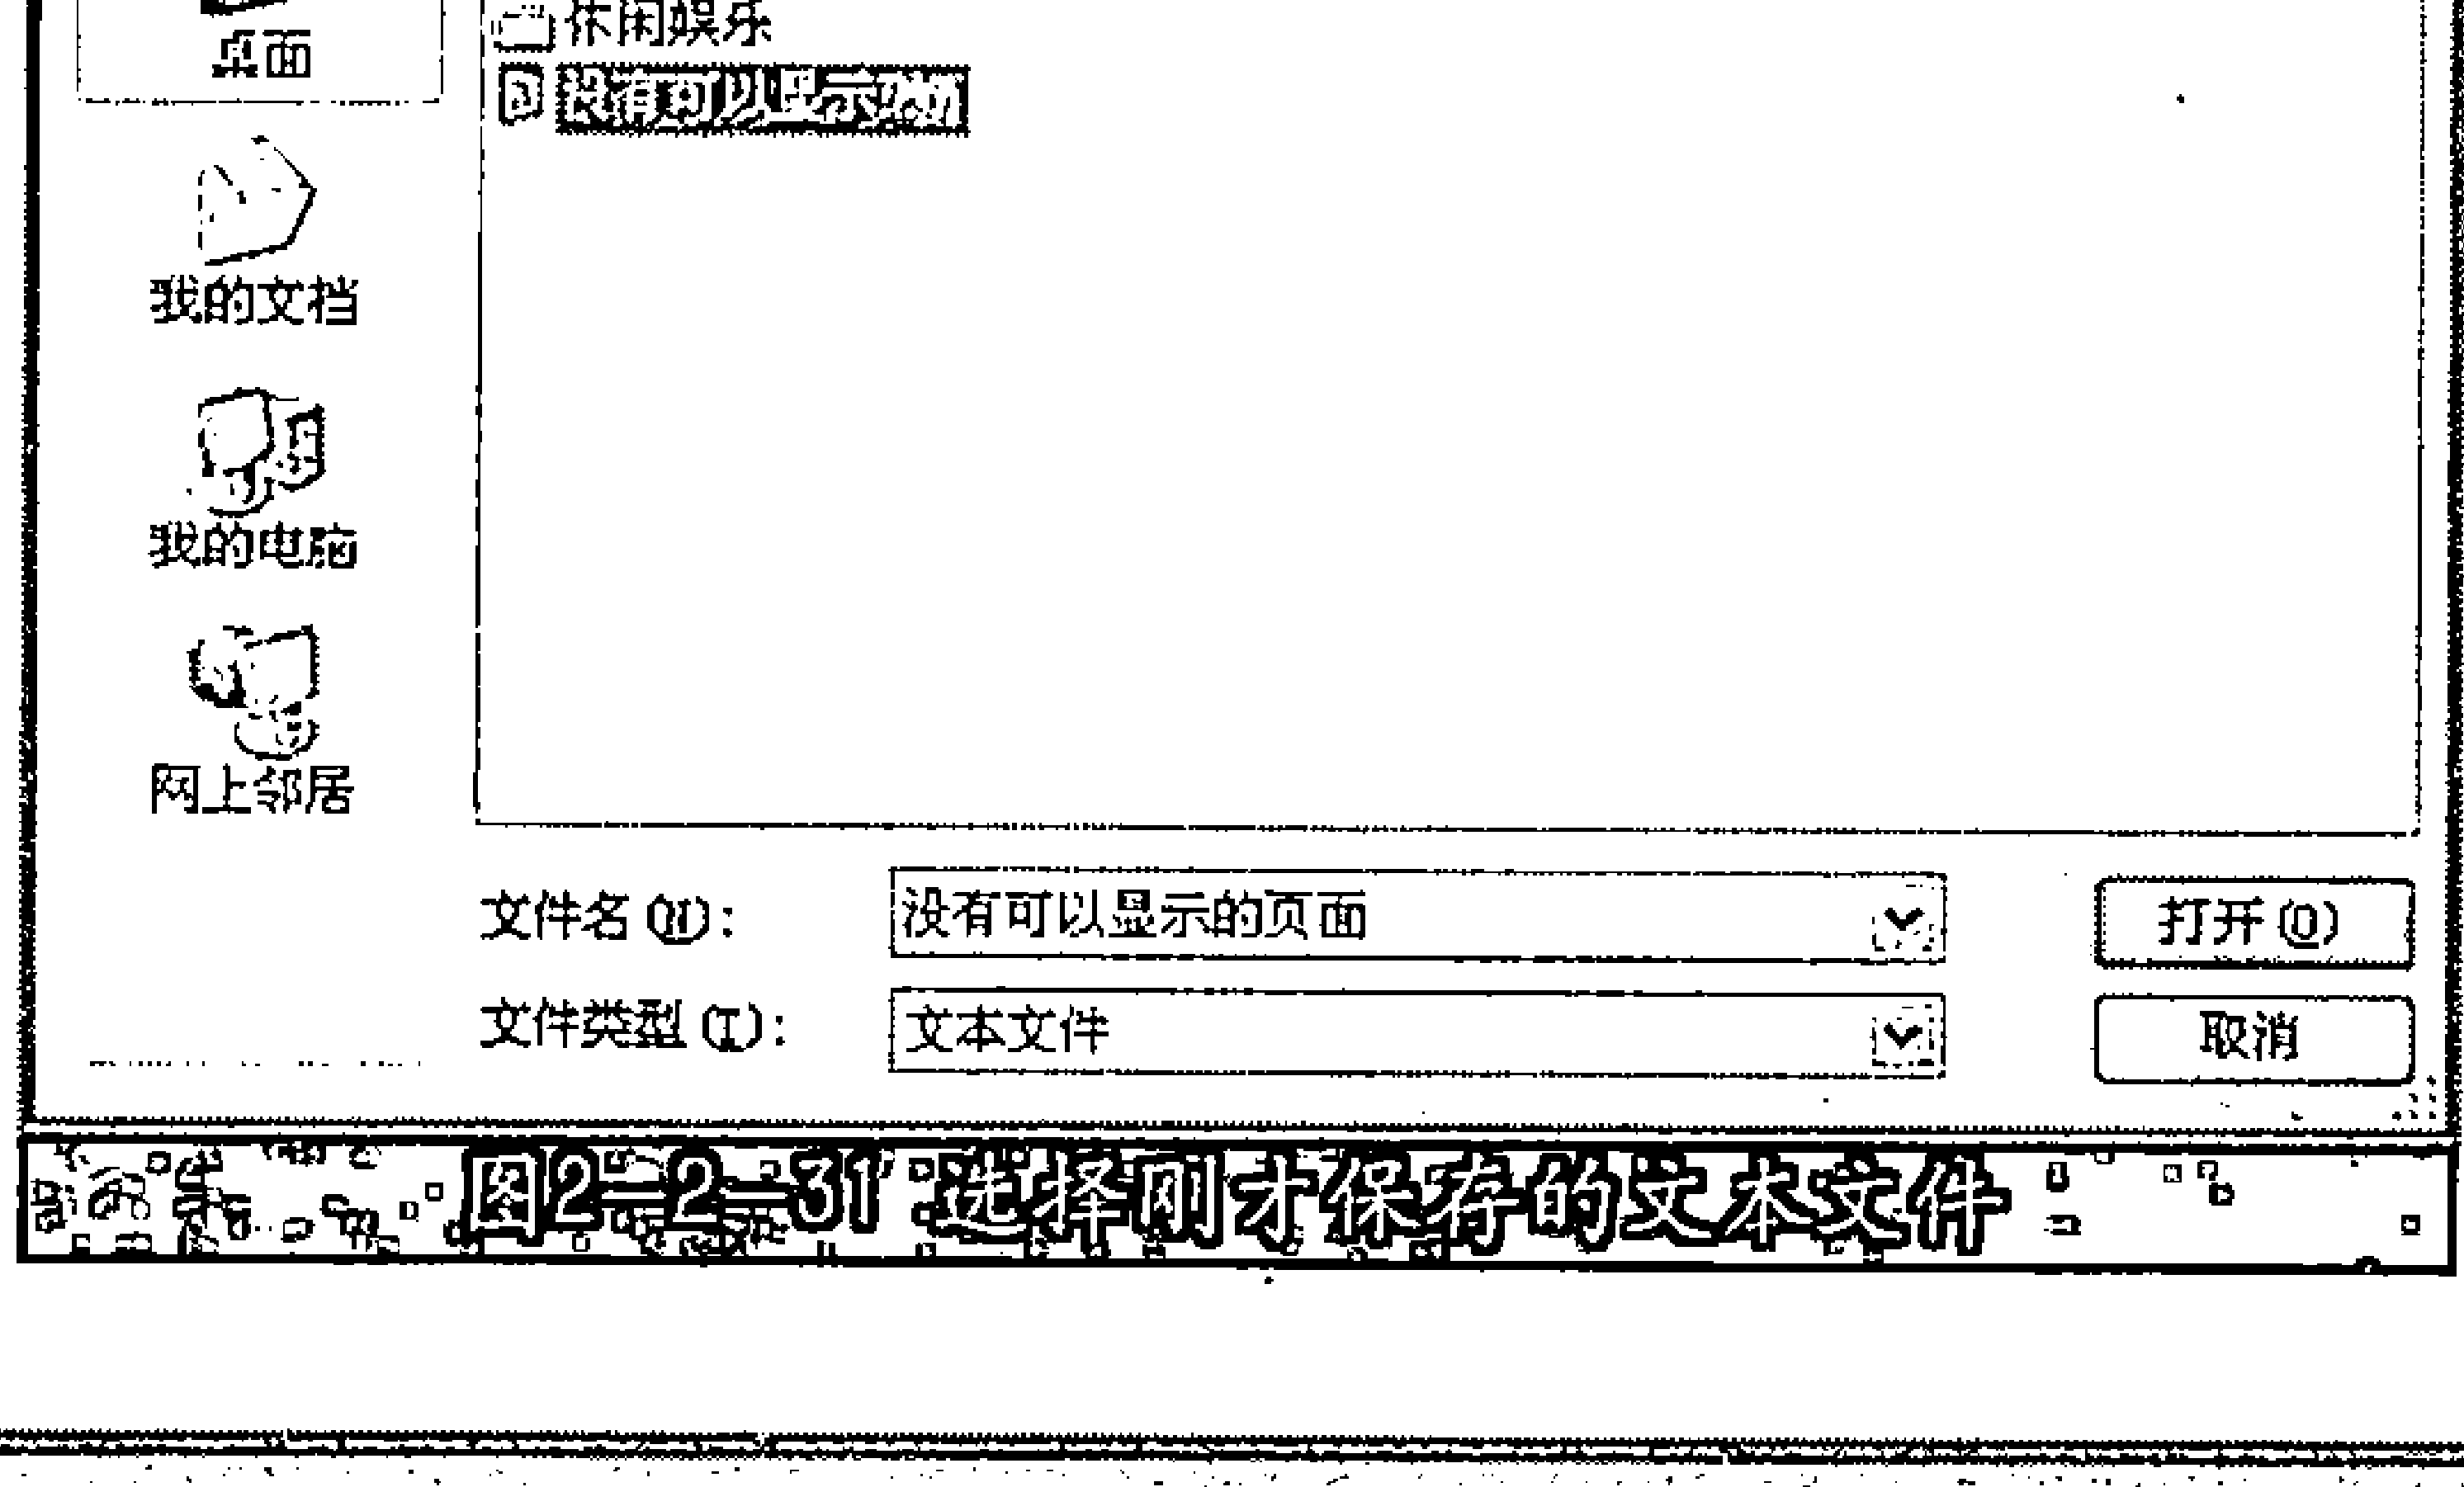 休闲娱乐
桌面
没有可以显示的
我的文档
我的电脑
网上邻居
文件名(N):
没有可以显示的页面
打开(O)
文件类型(T):
文本文件
取消
图2—2—31 选择刚才保存的文本文件